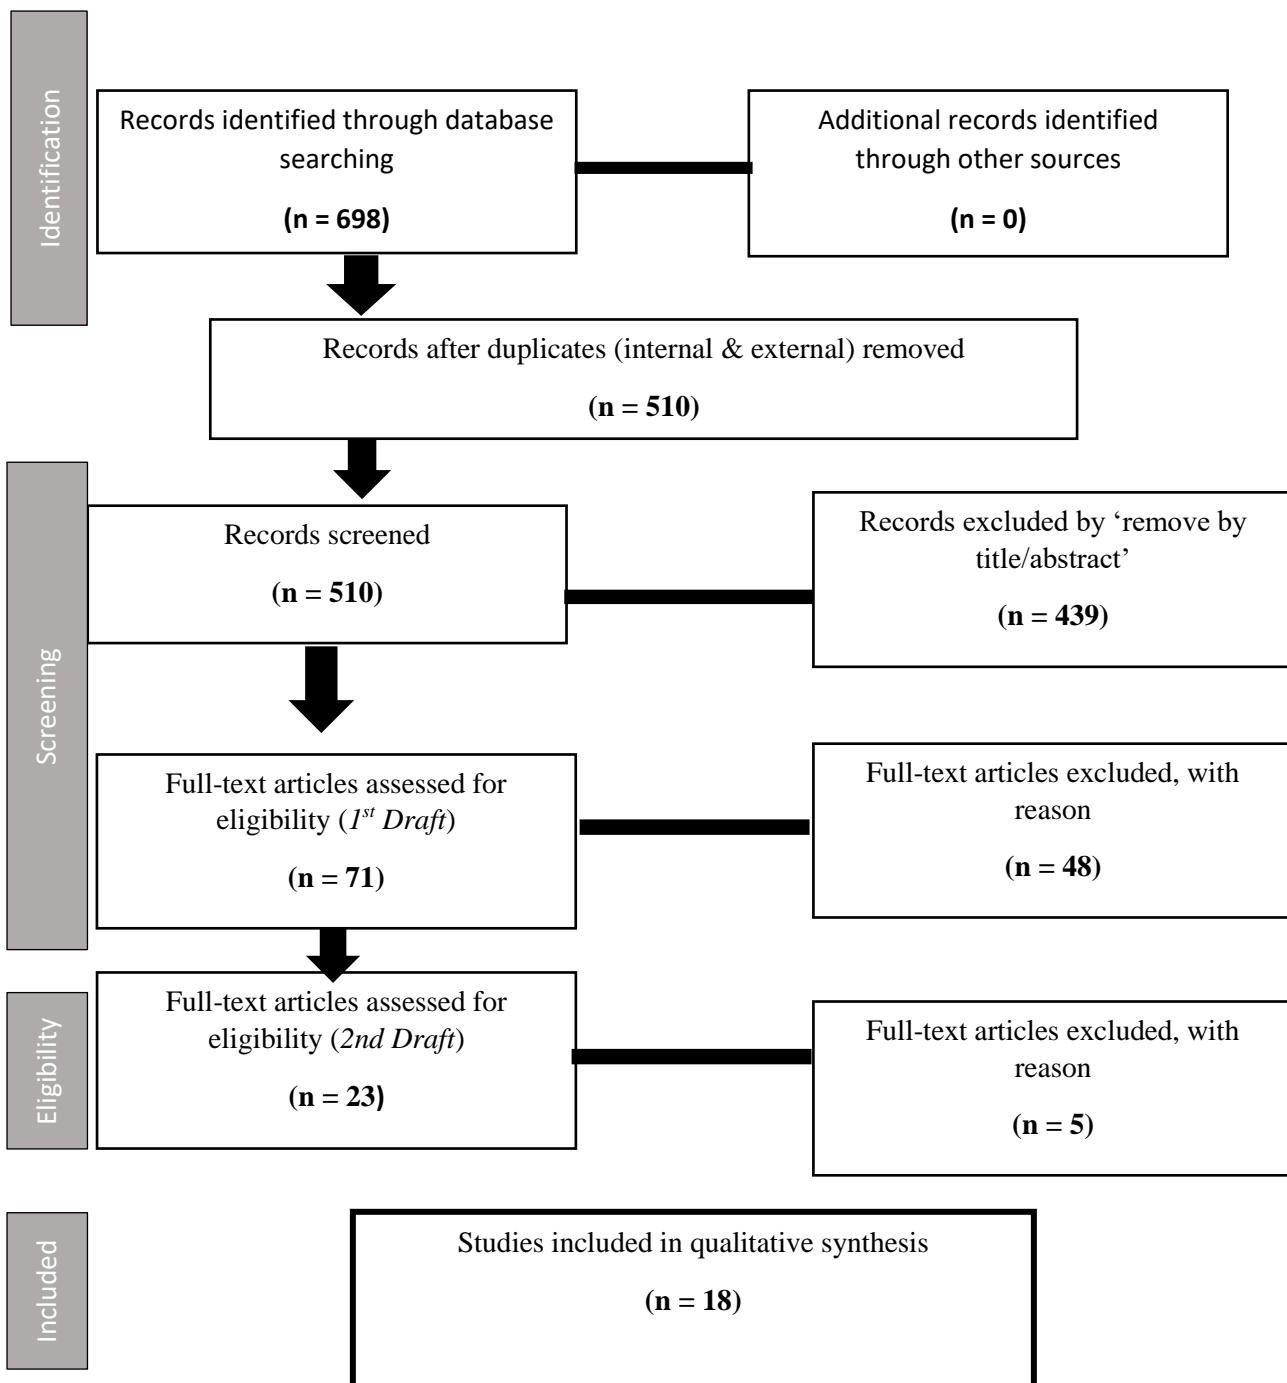 Identification
Records identified through database
searching
(n = 698)
Additional records identified
through other sources
(n = 0)
Records after duplicates (internal & external) removed
(n = 510)
Screening
Records screened
(n = 510)
Records excluded by ‘remove by
title/abstract’
(n = 439)
Full-text articles assessed for
eligibility (1st Draft)
(n = 71)
Full-text articles excluded, with
reason
(n = 48)
Eligibility
Full-text articles assessed for
eligibility (2nd Draft)
(n = 23)
Full-text articles excluded, with
reason
(n = 5)
Included
Studies included in qualitative synthesis
(n = 18)